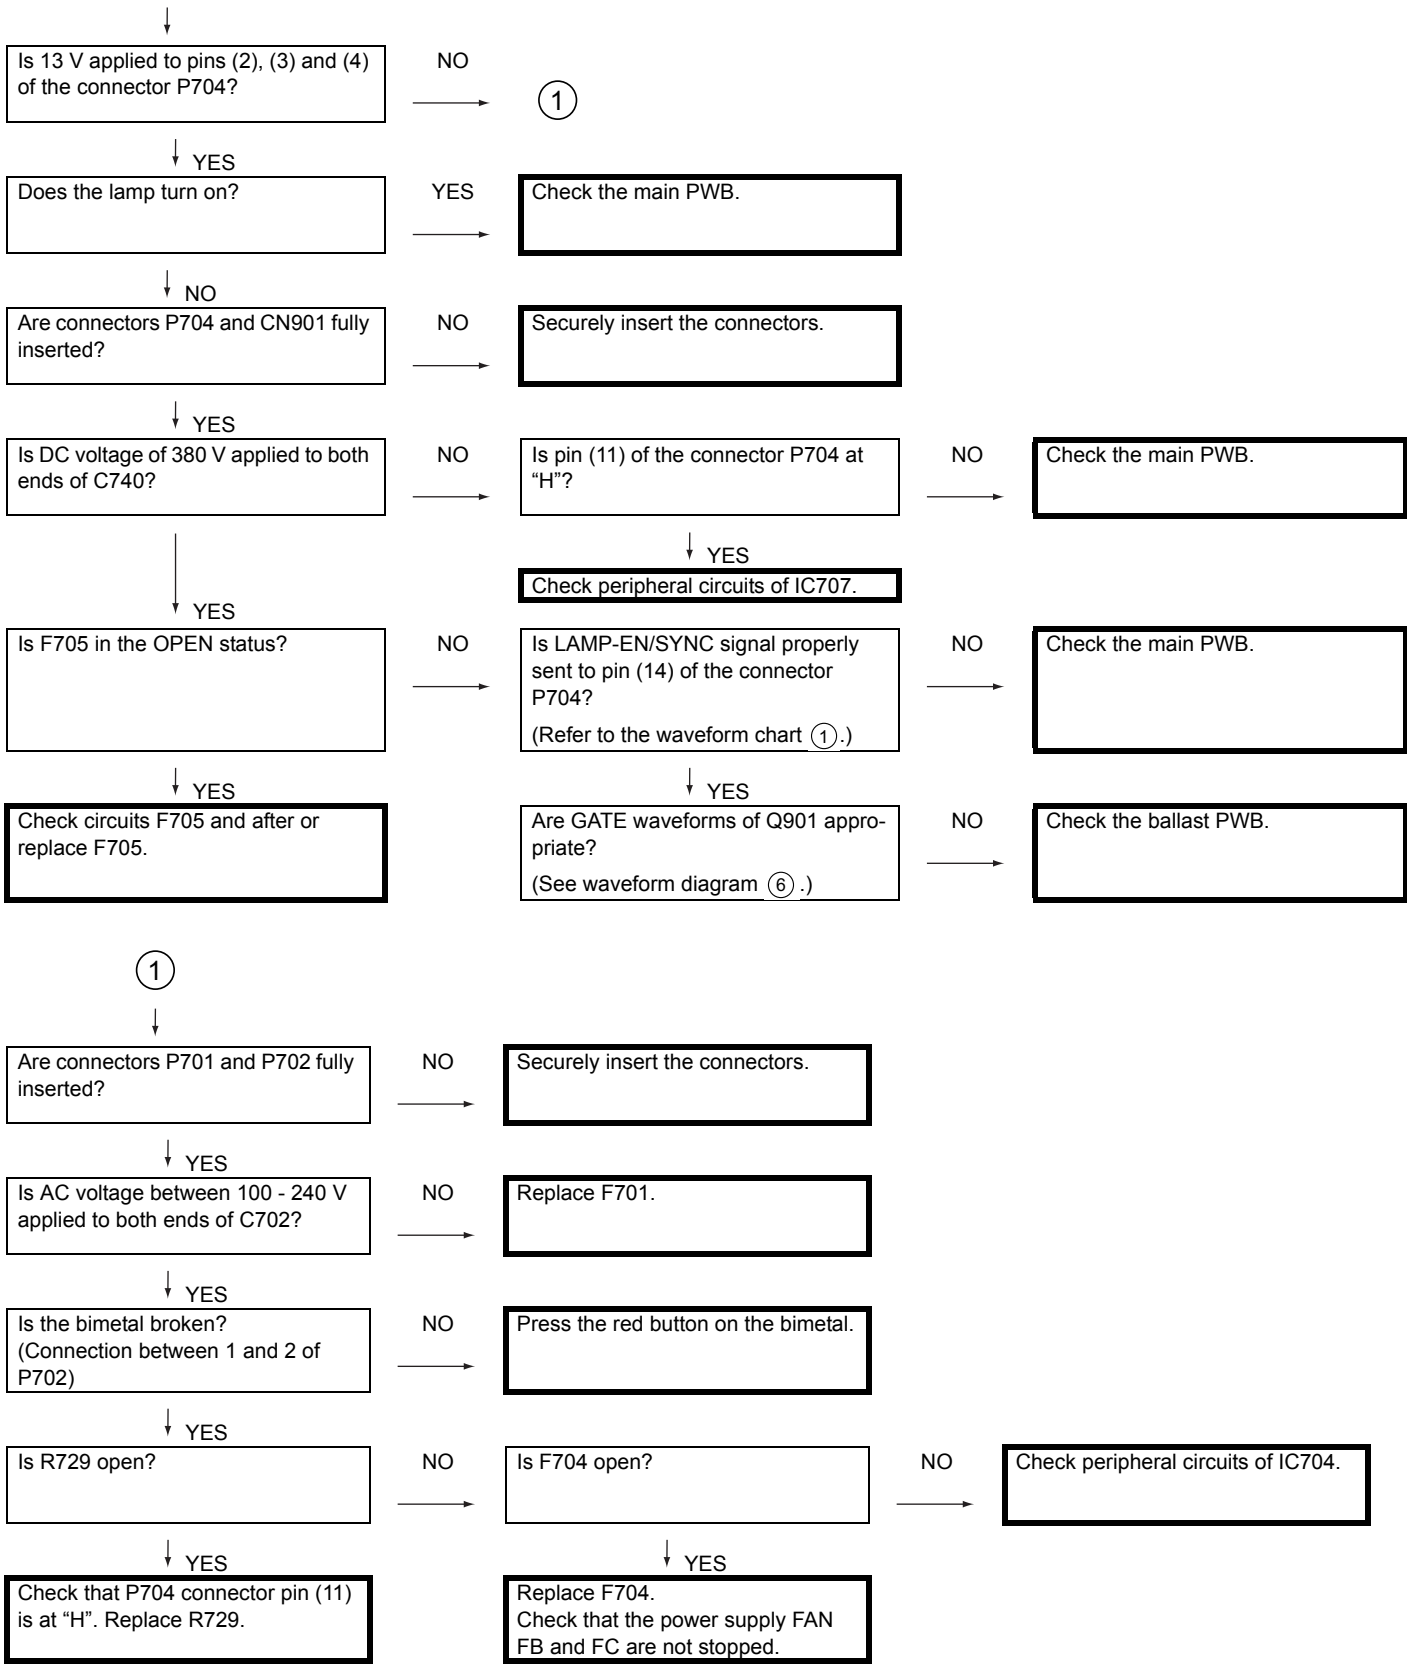 Is 13 V applied to pins (2), (3) and (4)
of the connector P704?
NO
1
YES
Does the lamp turn on?
YES
Check the main PWB.
NO
Are connectors P704 and CN901 fully
inserted?
NO
Securely insert the connectors.
YES
Is DC voltage of 380 V applied to both
ends of C740?
NO
Is pin (11) of the connector P704 at
“H”?
NO
Check the main PWB.
YES
Check peripheral circuits of IC707.
YES
Is F705 in the OPEN status?
NO
Is LAMP-EN/SYNC signal properly
sent to pin (14) of the connector
P704?
(Refer to the waveform chart 1.)
NO
Check the main PWB.
YES
Check circuits F705 and after or
replace F705.
YES
Are GATE waveforms of Q901 appro-
priate?
(See waveform diagram 6 .)
NO
Check the ballast PWB.
1
Are connectors P701 and P702 fully
inserted?
NO
Securely insert the connectors.
YES
Is AC voltage between 100 - 240 V
applied to both ends of C702?
NO
Replace F701.
YES
Is the bimetal broken?
(Connection between 1 and 2 of
P702)
NO
Press the red button on the bimetal.
YES
Is R729 open?
NO
Is F704 open?
NO
Check peripheral circuits of IC704.
YES
Check that P704 connector pin (11)
is at “H”. Replace R729.
YES
Replace F704.
Check that the power supply FAN
FB and FC are not stopped.